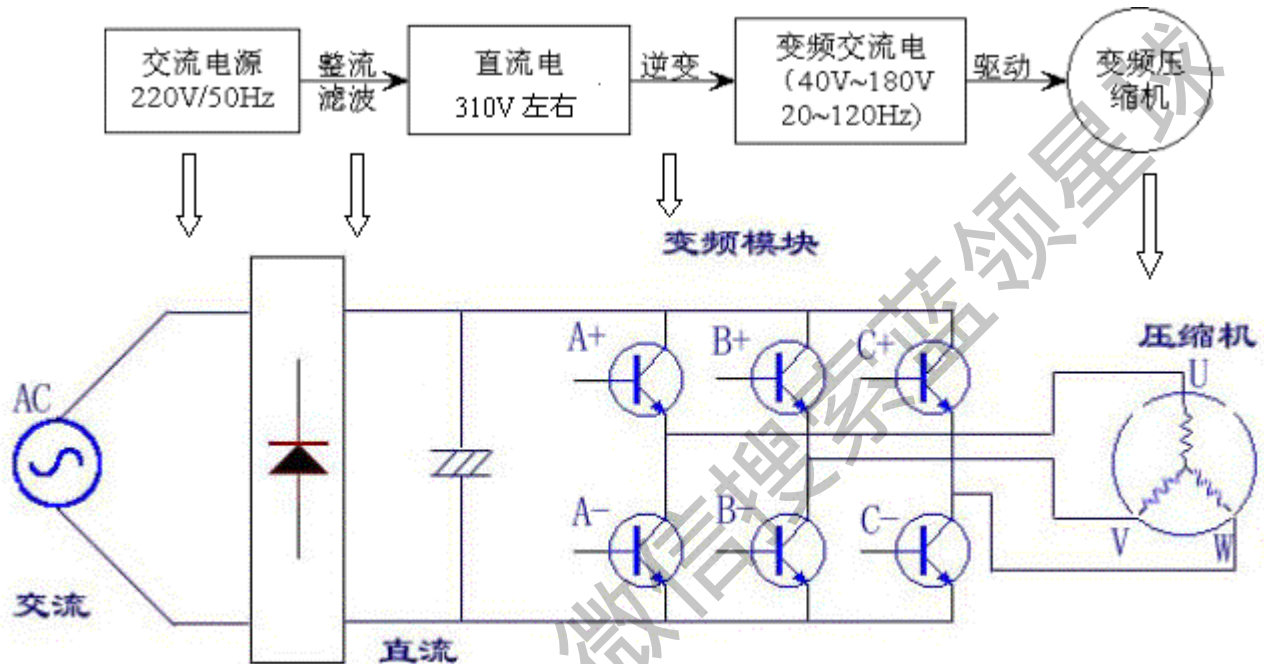 交流电源
220V/50Hz
整流
滤波
直流电
310V 左右
逆变
变频交流电
(40V~180V
20~120Hz)
驱动
变频压
缩机
变频模块
压缩机
AC
A+
B+
C+
U
A-
B-
C-
V
W
交流
直流
微信搜索蓝领星球